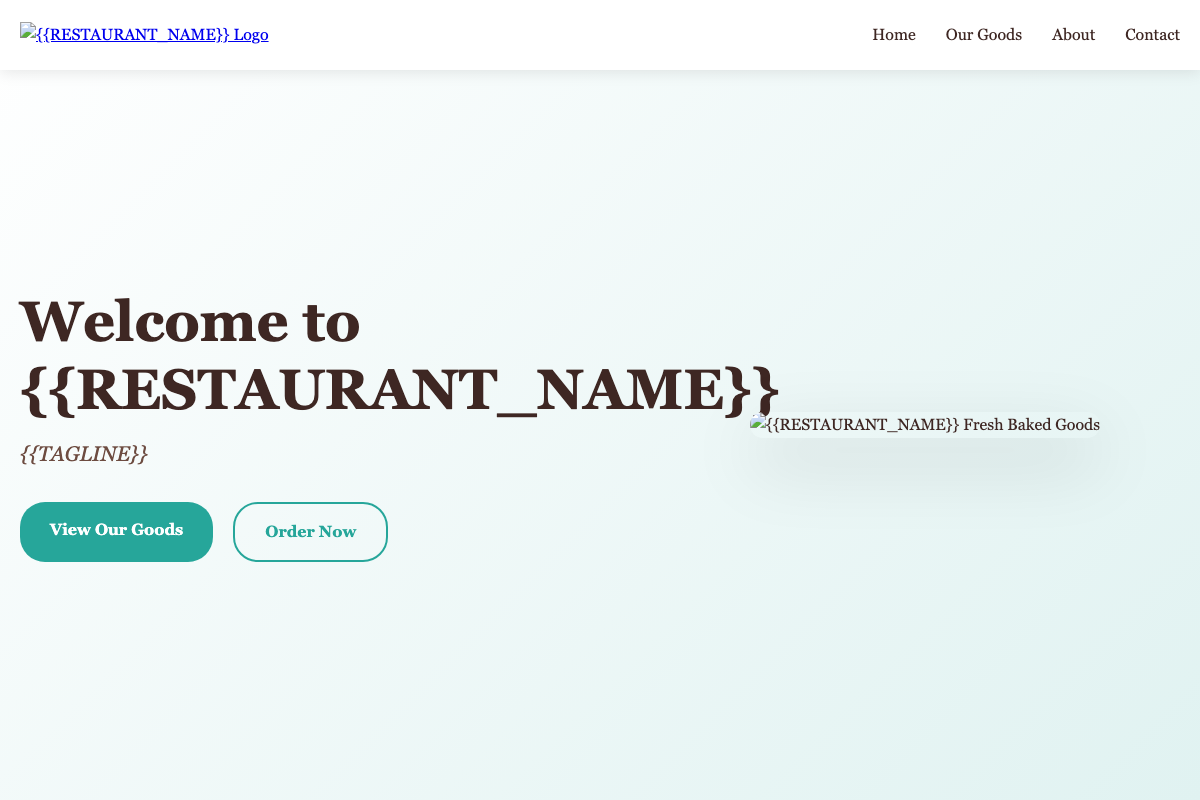 {{RESTAURANT_NAME}} Logo
Home
Our Goods
About
Contact
Welcome to
{{RESTAURANT_NAME}}
{{RESTAURANT_NAME}} Fresh Baked Goods
{{TAGLINE}}
View Our Goods
Order Now